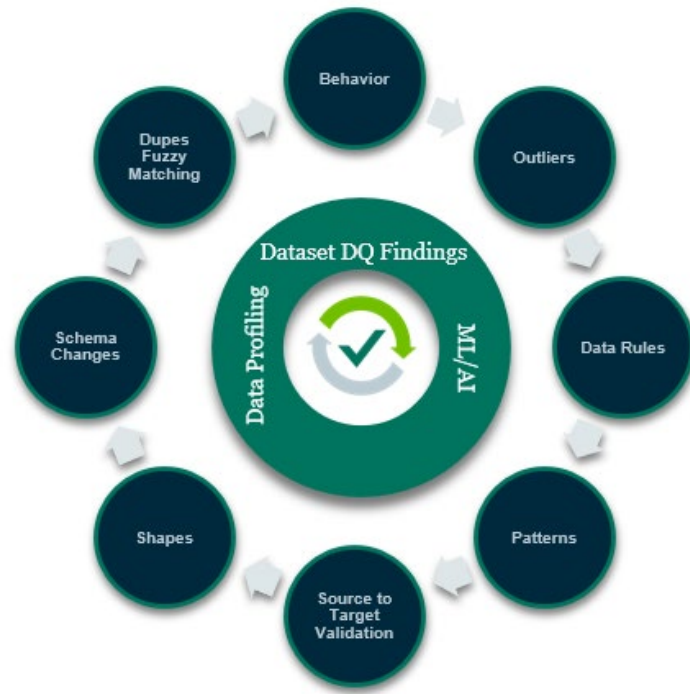 Behavior
Outliers
Data Rules
Patterns
Source to
Target
Validation
Shapes
Schema
Changes
Dupes
Fuzzy
Matching
Dataset DQ Findings
ML/AI
Data Profiling